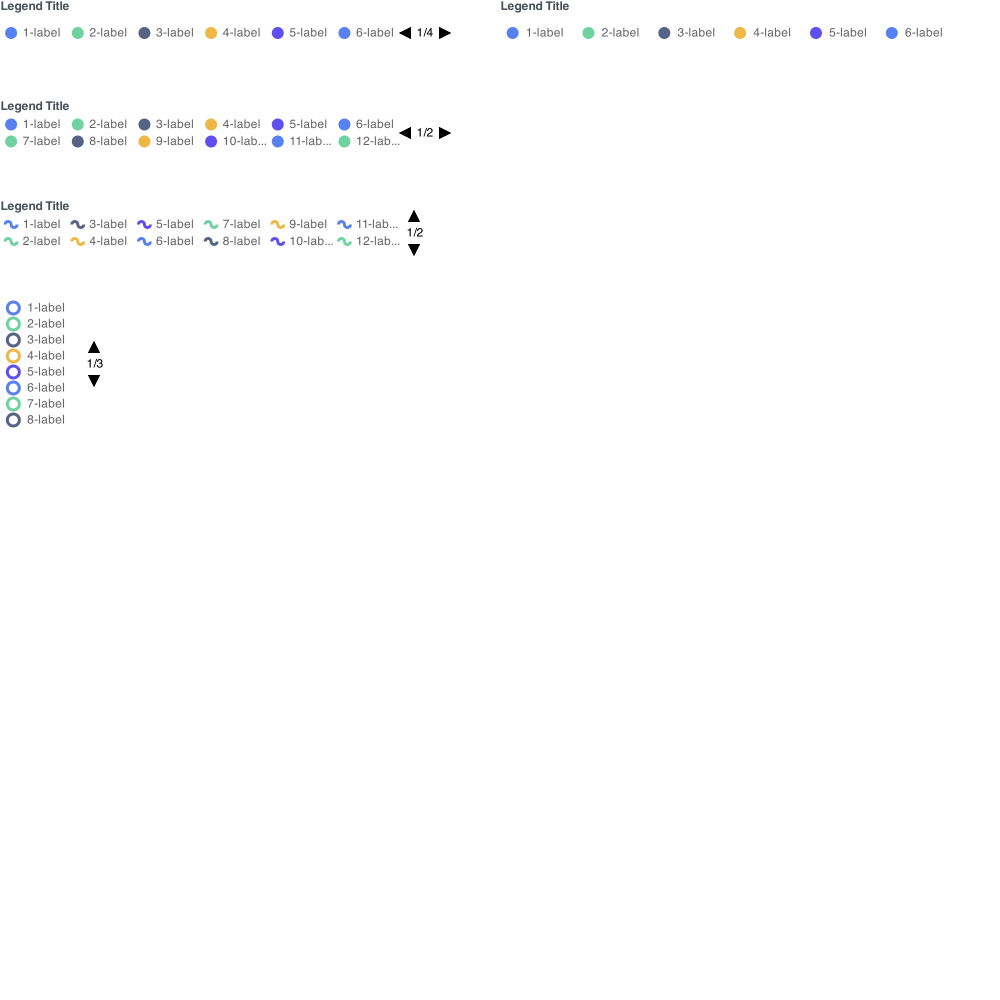 Legend Title
1-label 2-label 3-label 4-label 5-label 6-label 1/4
Legend Title
1-label 2-label 3-label 4-label 5-label 6-label
Legend Title
1-label 2-label 3-label 4-label 5-label 6-label
7-label 8-label 9-label 10-lab... 11-lab... 12-lab...
1/2
Legend Title
1-label 3-label 5-label 7-label 9-label 11-lab...
2-label 4-label 6-label 8-label 10-lab... 12-lab...
1/2
1-label
2-label
3-label
4-label
5-label
6-label
7-label
8-label
1/3